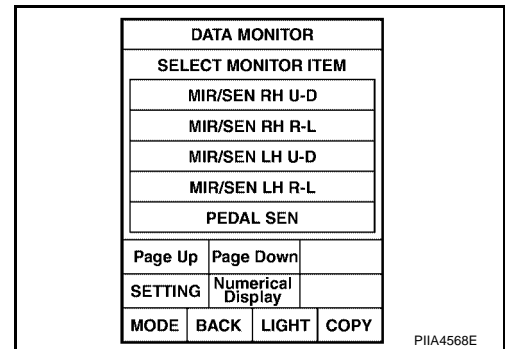 DATA MONITOR
SELECT MONITOR ITEM
MIR/SEN RH U-D
MIR/SEN RH R-L
MIR/SEN LH U-D
MIR/SEN LH R-L
PEDAL SEN
Page Up Page Down
SETTING Numerical Display
MODE BACK LIGHT COPY
PIIA4568E